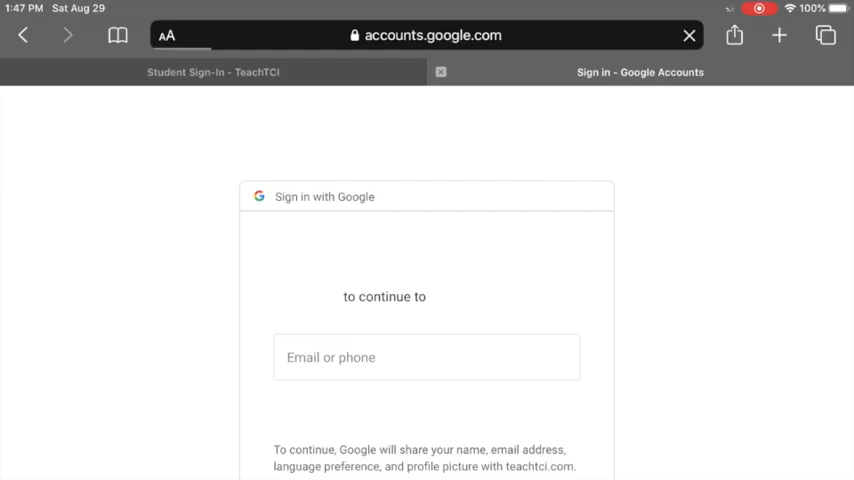 1:47 PM Sat Aug 29 100%
AA accounts.google.com
Student Sign-In - TeachTCI Sign in - Google Accounts
Sign in with Google
to continue to
Email or phone
To continue, Google will share your name, email address,
language preference, and profile picture with teachtci.com.